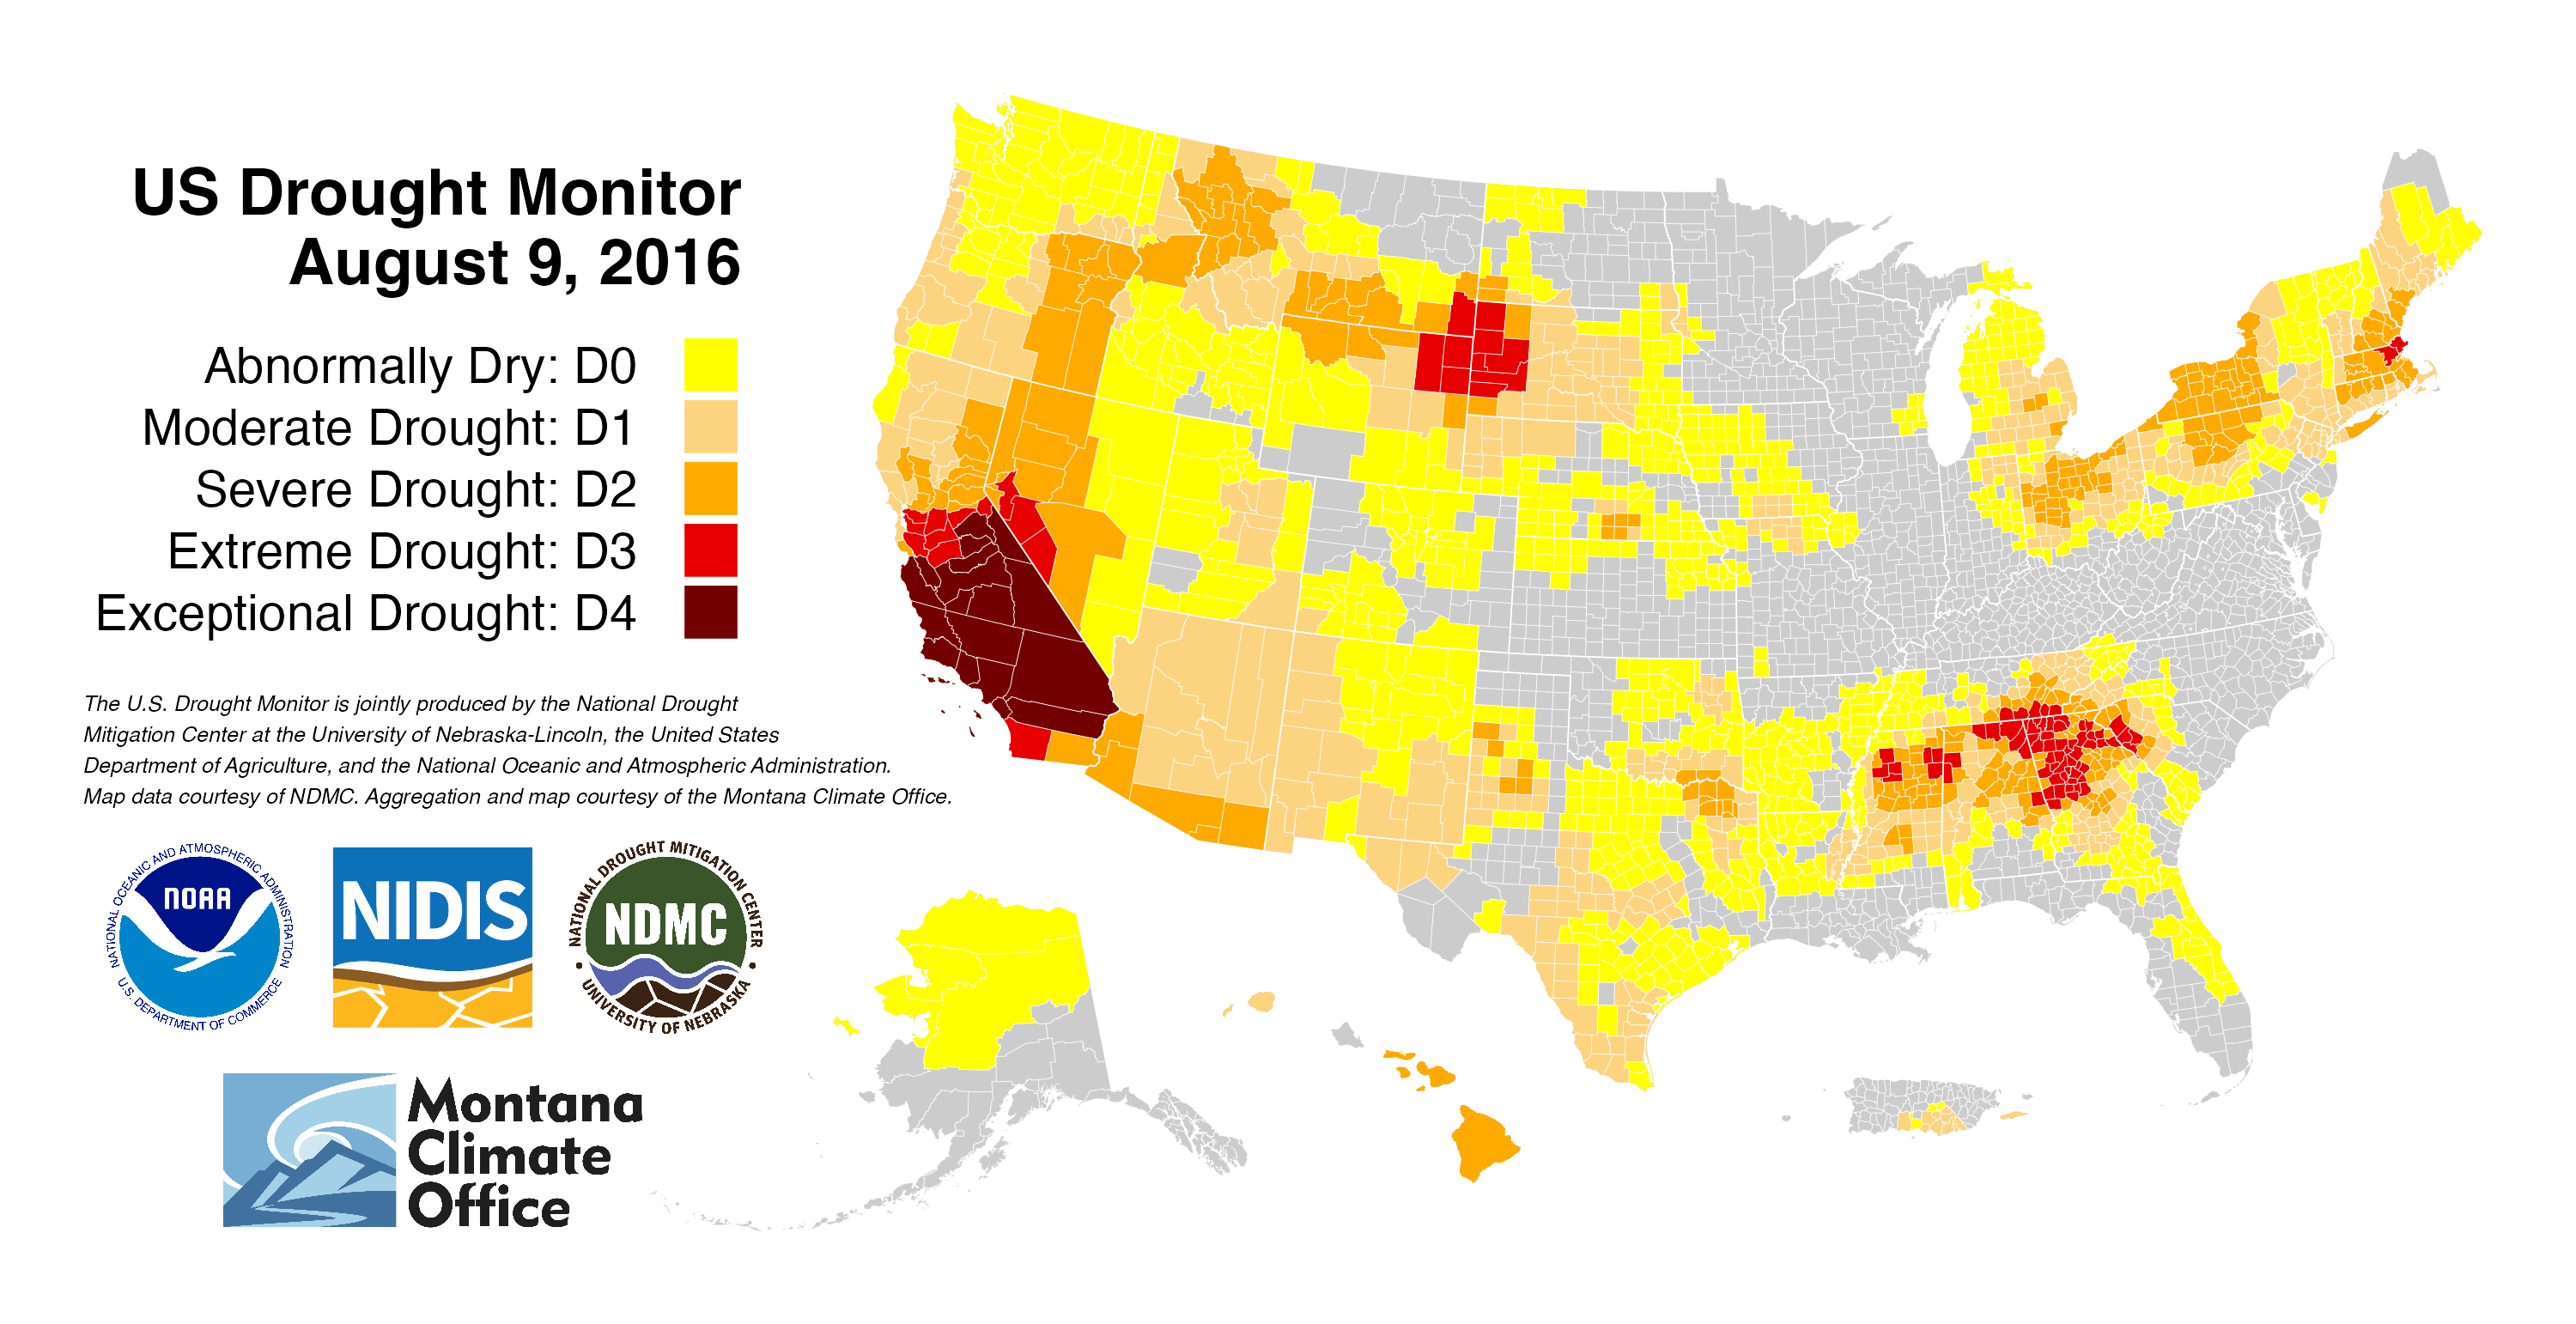 US Drought Monitor
August 9, 2016
Abnormally Dry: D0
Moderate Drought: D1
Severe Drought: D2
Extreme Drought: D3
Exceptional Drought: D4
The U.S. Drought Monitor is jointly produced by the National Drought
Mitigation Center at the University of Nebraska-Lincoln, the United States
Department of Agriculture, and the National Oceanic and Atmospheric Administration.
Map data courtesy of NDMC. Aggregation and map courtesy of the Montana Climate Office.
NATIONAL OCEANIC AND ATMOSPHERIC ADMINISTRATION
NOAA
U.S. DEPARTMENT OF COMMERCE
NIDIS
NATIONAL DROUGHT MITIGATION CENTER
NDMC
UNIVERSITY OF NEBRASKA
Montana
Climate
Office